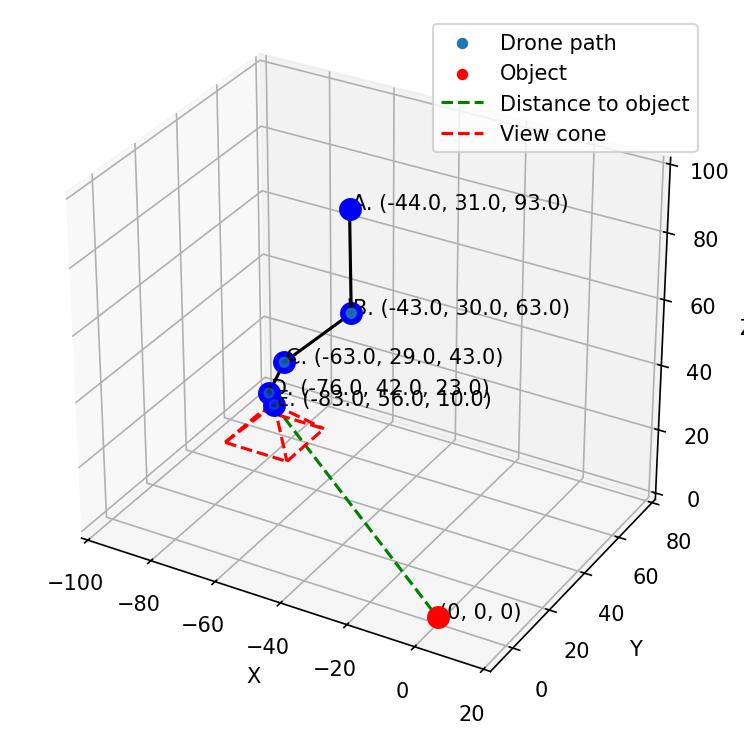 Drone path
Object
Distance to object
View cone
A. (-44.0, 31.0, 93.0)
B. (-43.0, 30.0, 63.0)
C. (-63.0, 29.0, 43.0)
D. (-76.0, 42.0, 23.0)
E. (-83.0, 56.0, 10.0)
(0, 0, 0)
100
80
60
40
20
0
Z
−100
−80
−60
−40
−20
0
20
X
0
20
40
60
80
Y